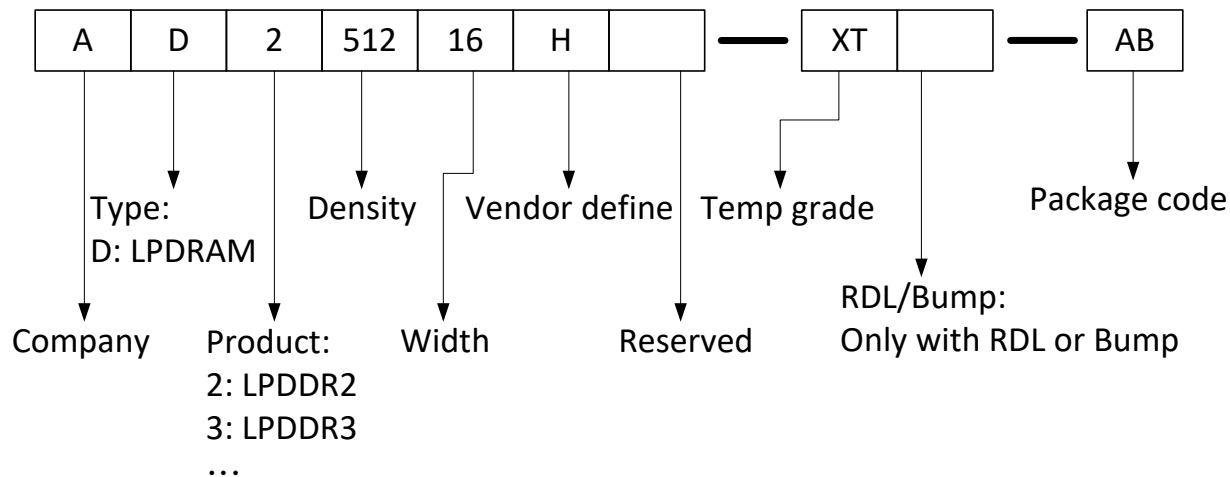 A D 2 512 16 H — XT — AB
Type:
D: LPDRAM
Density
Vendor define
Temp grade
Package code
Company
Product:
2: LPDDR2
3: LPDDR3
...
Width
Reserved
RDL/Bump:
Only with RDL or Bump